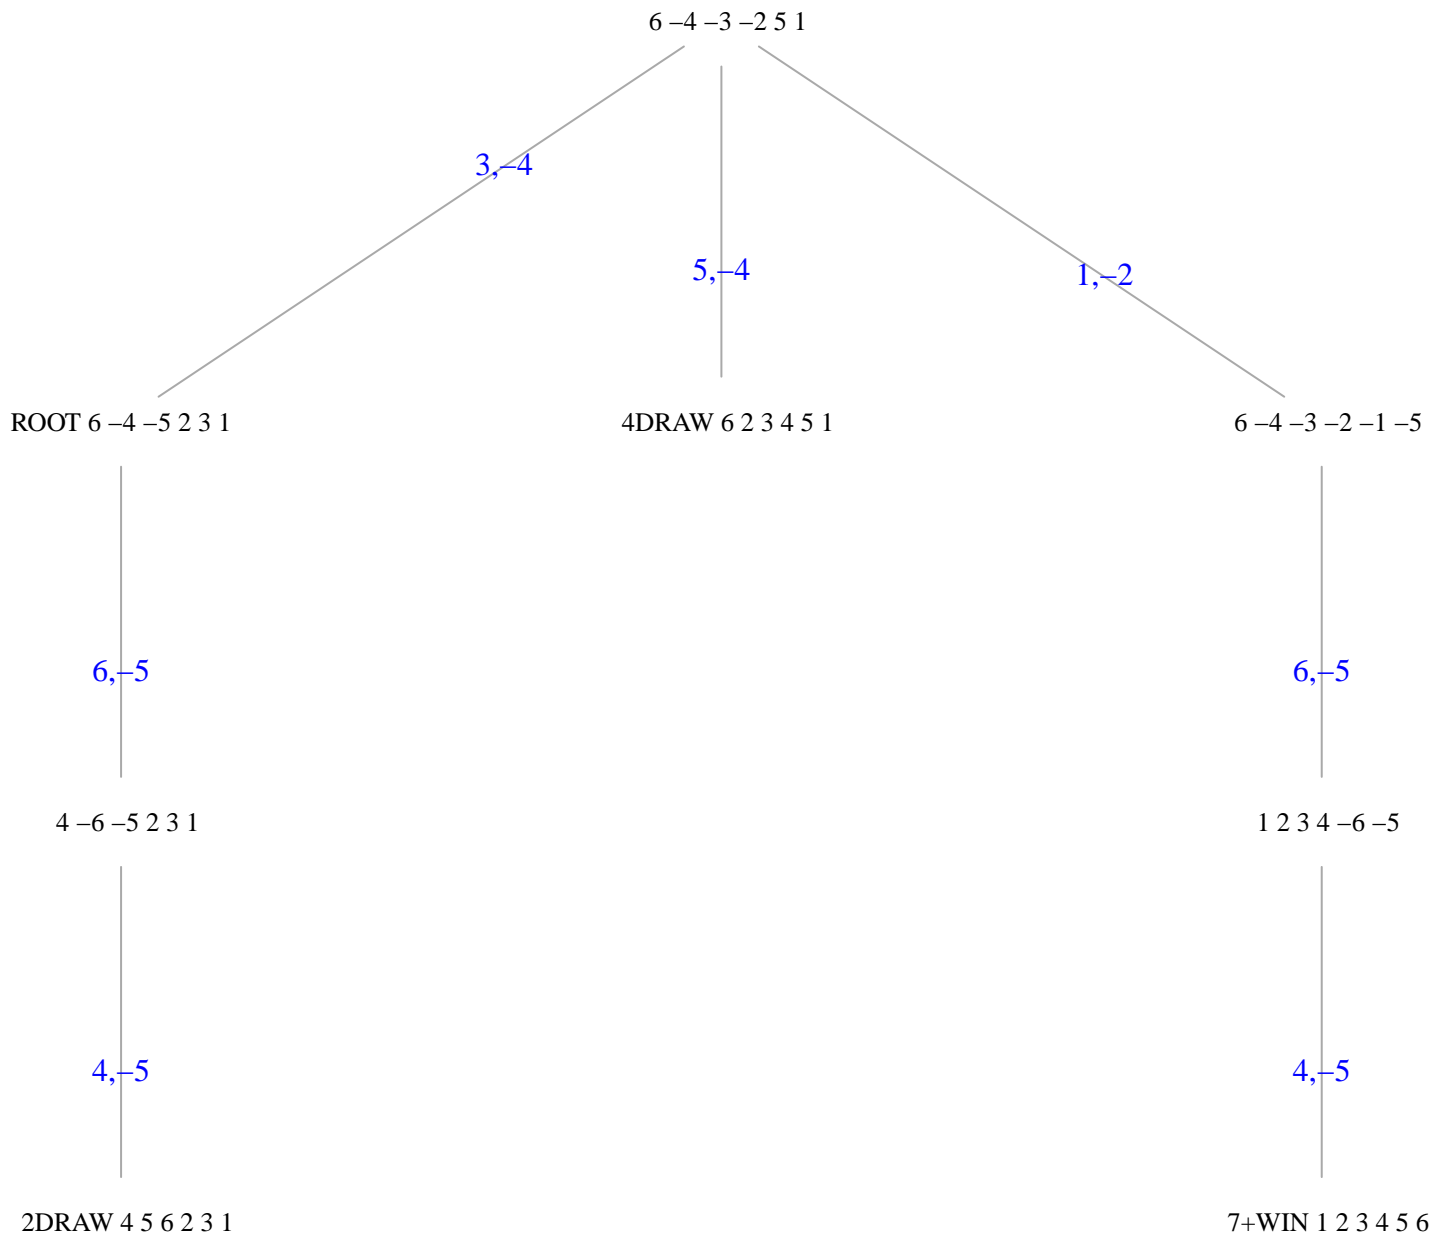 6 –4 –3 –2 5 1
3,–4
5,–4
1,–2
ROOT 6 –4 –5 2 3 1
4DRAW 6 2 3 4 5 1
6 –4 –3 –2 –1 –5
6,–5
6,–5
4 –6 –5 2 3 1
1 2 3 4 –6 –5
4,–5
4,–5
2DRAW 4 5 6 2 3 1
7+WIN 1 2 3 4 5 6